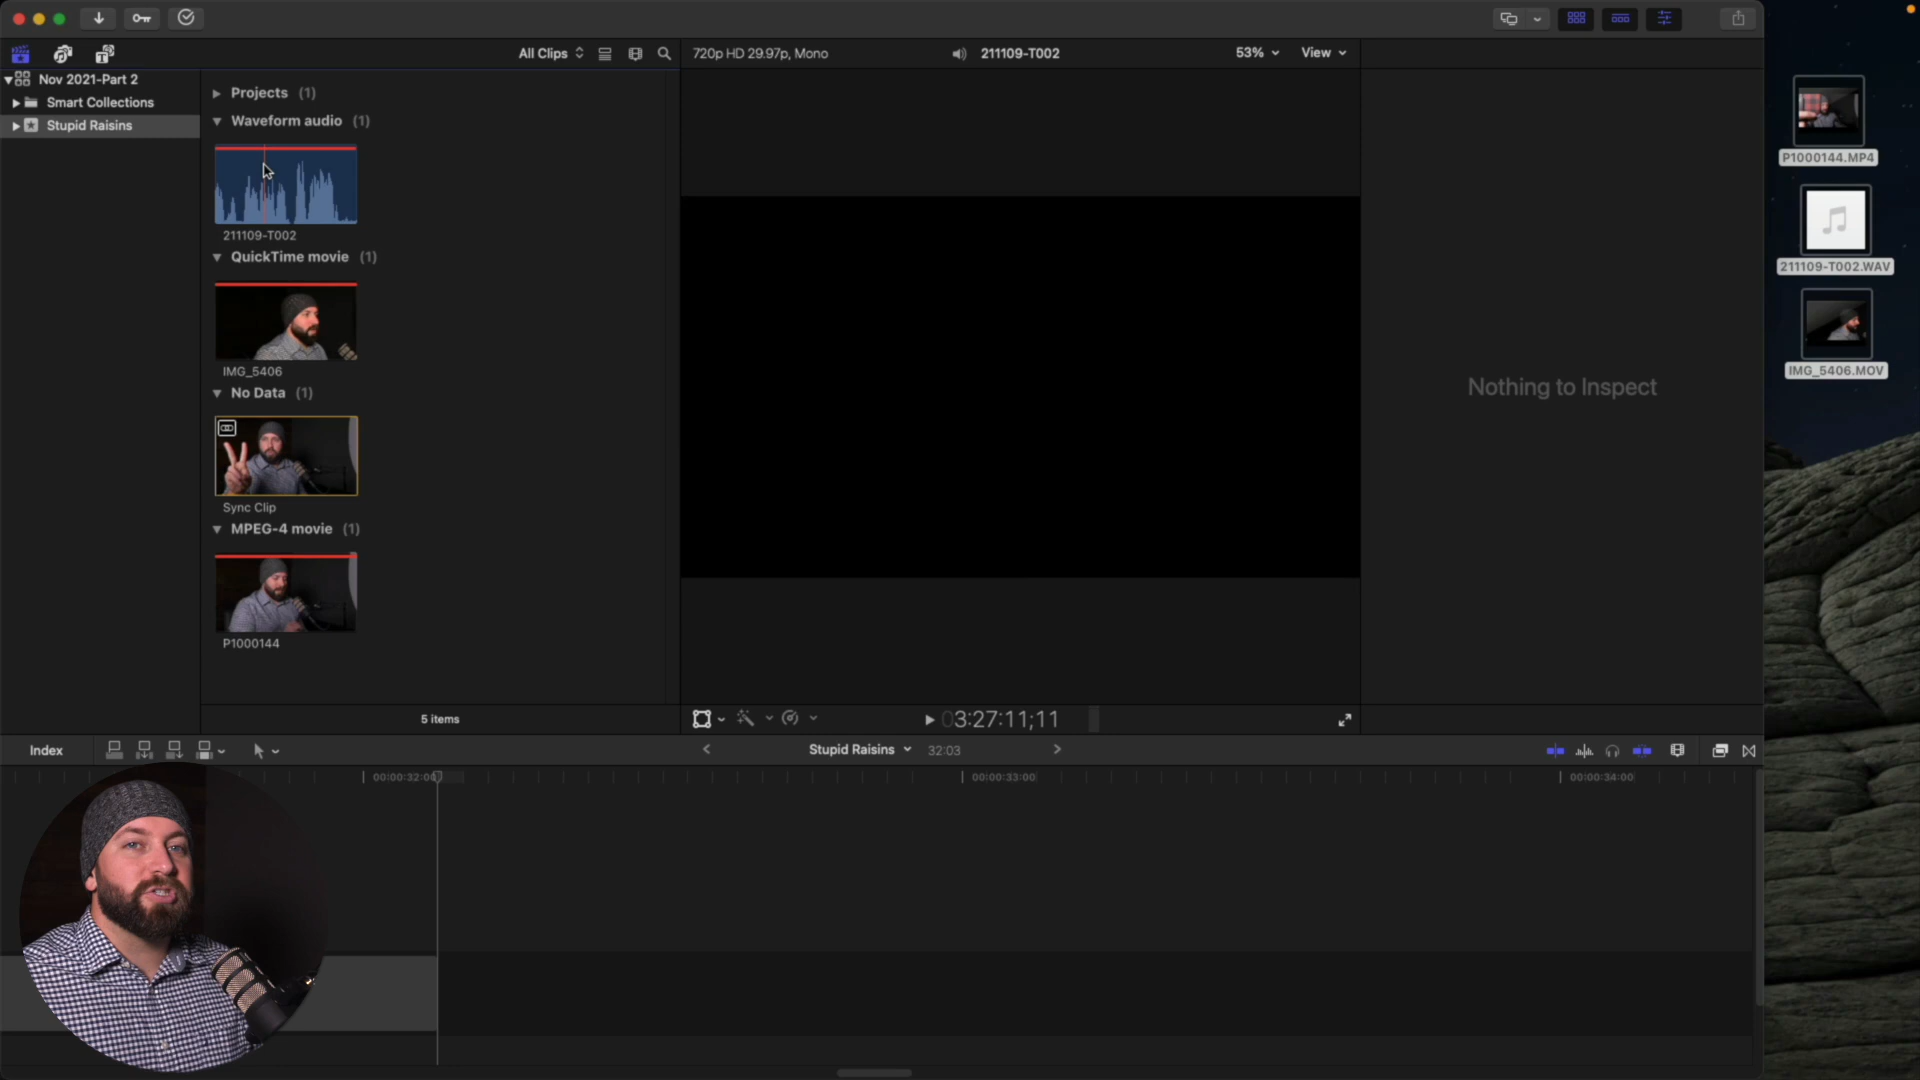 All Clips
720p HD 29.97p, Mono
211109-T002
53%
View
Nov 2021-Part 2
Smart Collections
Stupid Raisins
Projects (1)
Waveform audio (1)
211109-T002
QuickTime movie (1)
IMG_5406
No Data (1)
Sync Clip
MPEG-4 movie (1)
P1000144
5 items
Nothing to Inspect
P1000144.MP4
211109-T002.WAV
IMG_5406.MOV
03:27:11;11
Index
Stupid Raisins
32:03
00:00:32:00
00:00:33:00
00:00:34:00